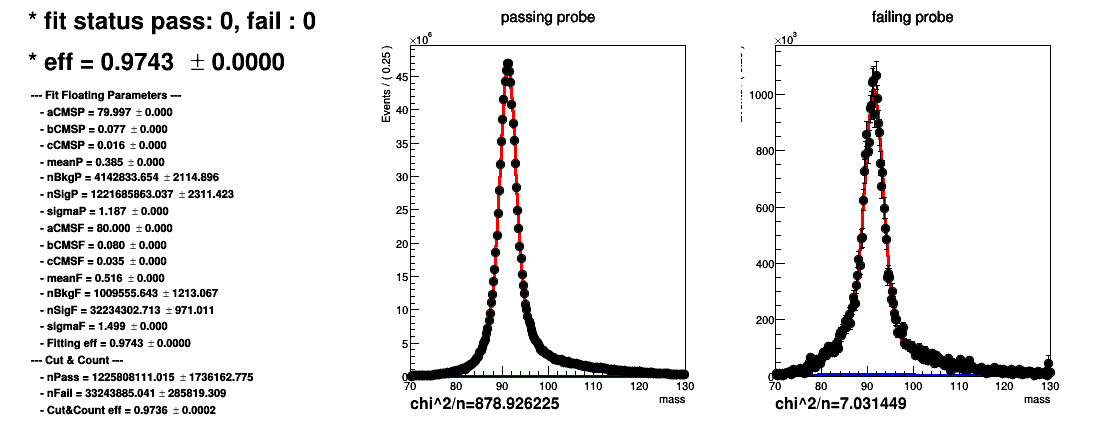 * fit status pass: 0, fail : 0
* eff = 0.9743 ± 0.0000
--- Fit Floating Parameters ---
- aCMSP = 79.997 ± 0.000
- bCMSP = 0.077 ± 0.000
- cCMSP = 0.016 ± 0.000
- meanP = 0.385 ± 0.000
- nBkgP = 4142833.654 ± 2114.896
- nSigP = 1221685863.037 ± 2311.423
- sigmaP = 1.187 ± 0.000
- aCMSF = 80.000 ± 0.000
- bCMSF = 0.080 ± 0.000
- cCMSF = 0.035 ± 0.000
- meanF = 0.516 ± 0.000
- nBkgF = 1009555.643 ± 1213.067
- nSigF = 32234302.713 ± 971.011
- sigmaF = 1.499 ± 0.000
- Fitting eff = 0.9743 ± 0.0000
--- Cut & Count ---
- nPass = 1225808111.015 ± 1736162.775
- nFail = 33243885.041 ± 285819.309
- Cut&Count eff = 0.9736 ± 0.0002
passing probe
×10^6
Events / ( 0.25 )
45
40
35
30
25
20
15
10
5
0
70 80 90 100 110 120 130
mass
chi^2/n=878.926225
failing probe
×10^3
1000
800
600
400
200
0
70 80 90 100 110 120 130
mass
chi^2/n=7.031449